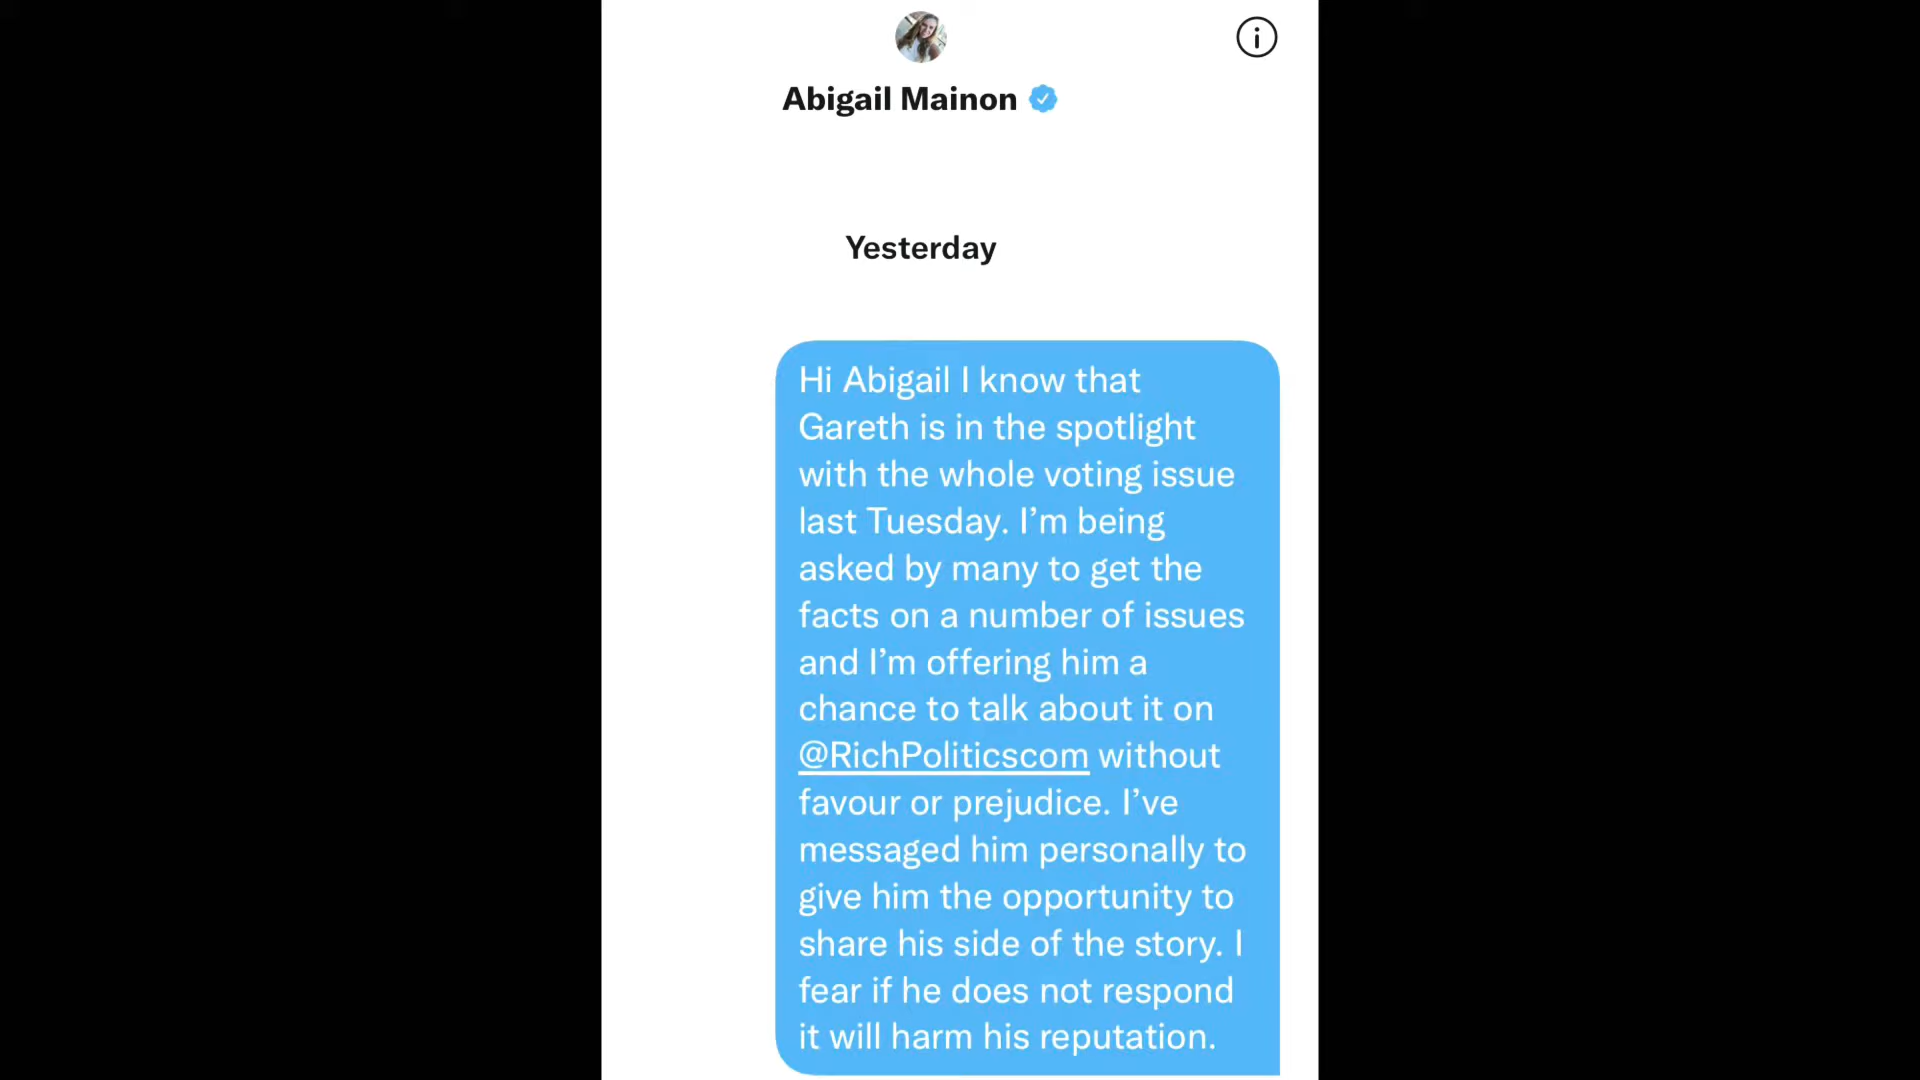 Abigail Mainon
Yesterday
Hi Abigail I know that
Gareth is in the spotlight
with the whole voting issue
last Tuesday. I’m being
asked by many to get the
facts on a number of issues
and I’m offering him a
chance to talk about it on
@RichPoliticscom without
favour or prejudice. I’ve
messaged him personally to
give him the opportunity to
share his side of the story. I
fear if he does not respond
it will harm his reputation.